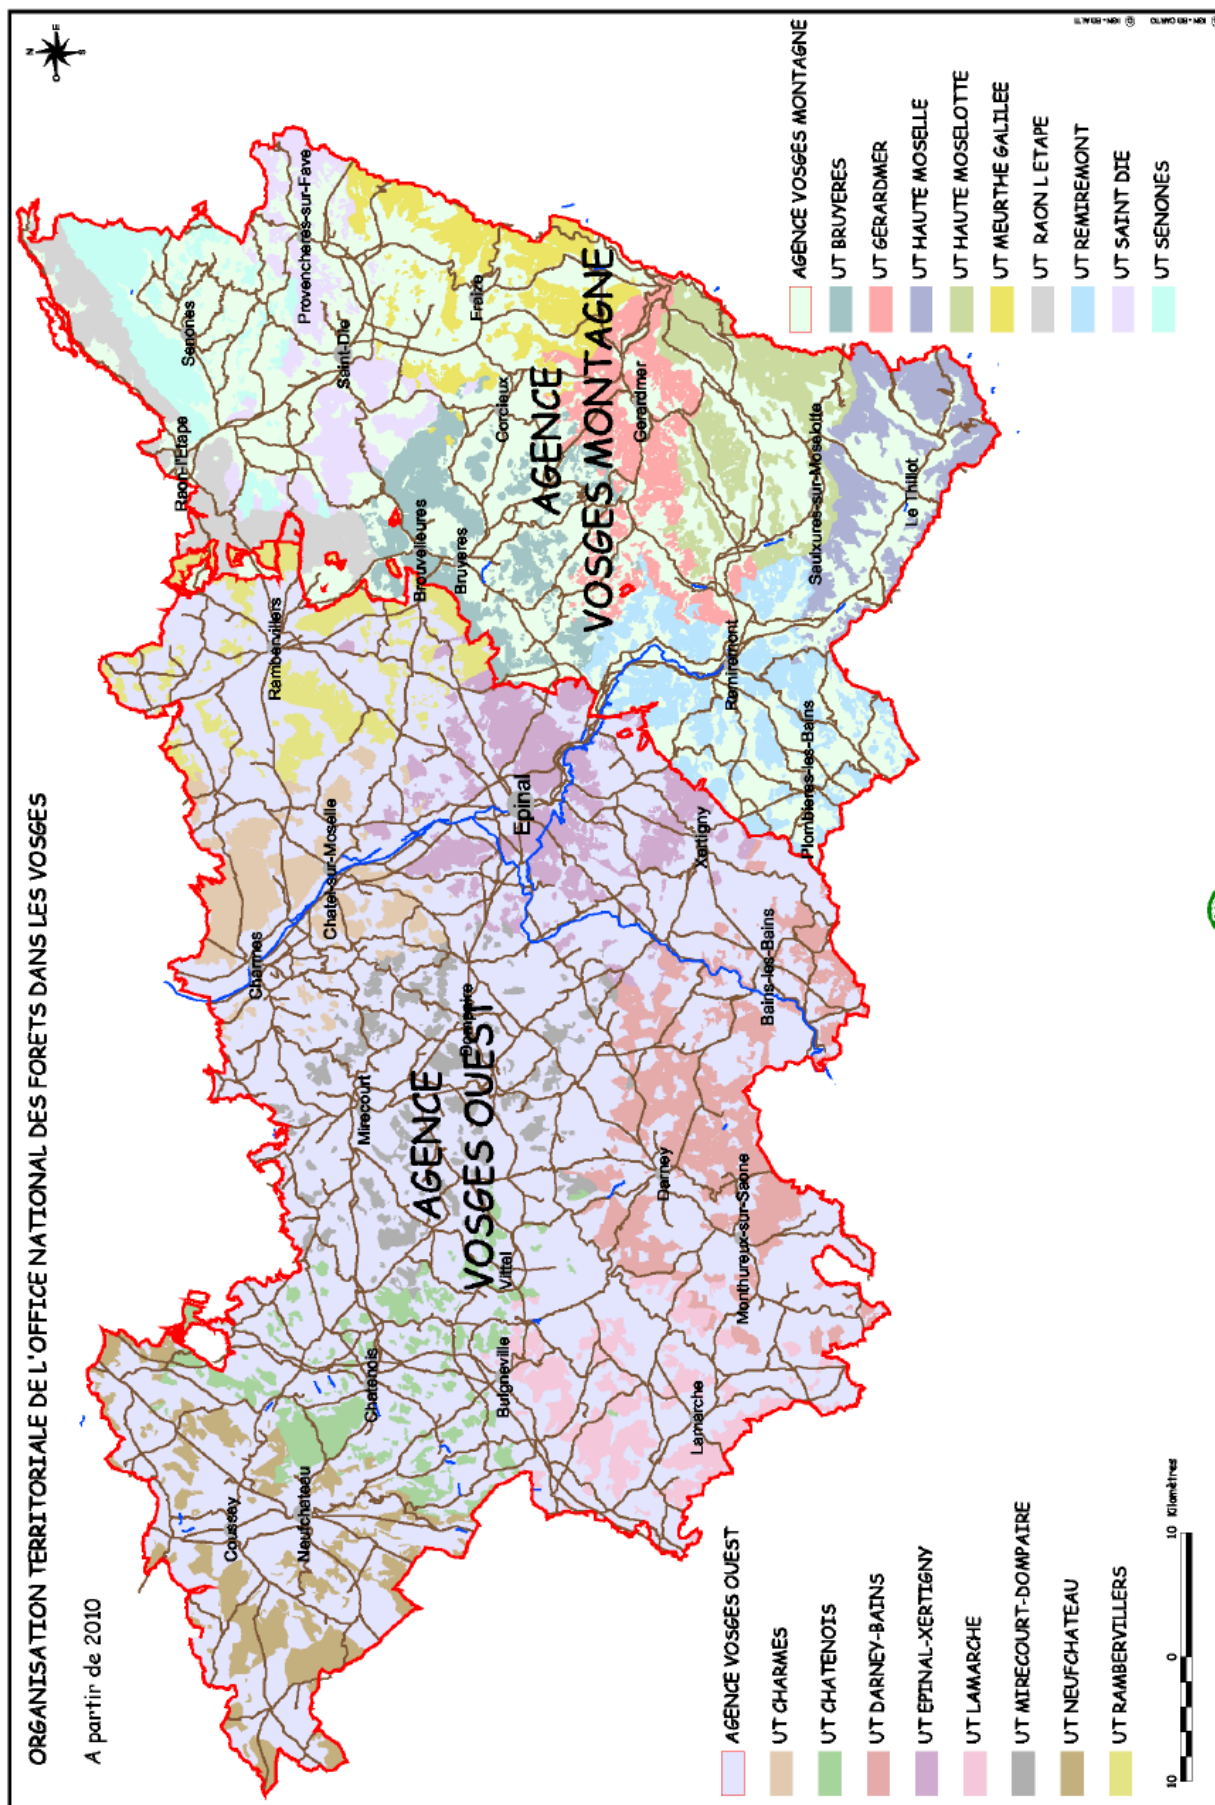 ORGANISATION TERRITORIALE DE L'OFFICE NATIONAL DES FORETS DANS LES VOSGES
A partir de 2010
N
E
S
O
Raon-l'Etape
Senones
Provencheres-sur-Fave
Saint-Die
Fraize
Corcieux
Rambervillers
Brouvelieures
Bruyeres
AGENCE
VOSGES MONTAGNE
Gerardmer
Saulxures-sur-Moselotte
Le Thillot
Remiremont
Plombieres-les-Bains
Xertigny
Epinal
Chatel-sur-Moselle
Charmes
Dompaire
Mirecourt
AGENCE
VOSGES OUEST
Vittel
Bains-les-Bains
Darney
Monthureux-sur-Saone
Lamarche
Bulgneville
Chatenois
Neufchateau
Coussey
AGENCE VOSGES OUEST
UT CHARMES
UT CHATENOIS
UT DARNEY-BAINS
UT EPINAL-XERTIGNY
UT LAMARCHE
UT MIRECOURT-DOMPAIRE
UT NEUFCHATEAU
UT RAMBERVILLERS
10 0 10 Kilomètres
AGENCE VOSGES MONTAGNE
UT BRUYERES
UT GERARDMER
UT HAUTE MOSELLE
UT HAUTE MOSELOTTE
UT MEURTHE GALILEE
UT RAON L ETAPE
UT REMIREMONT
UT SAINT DIE
UT SENONES